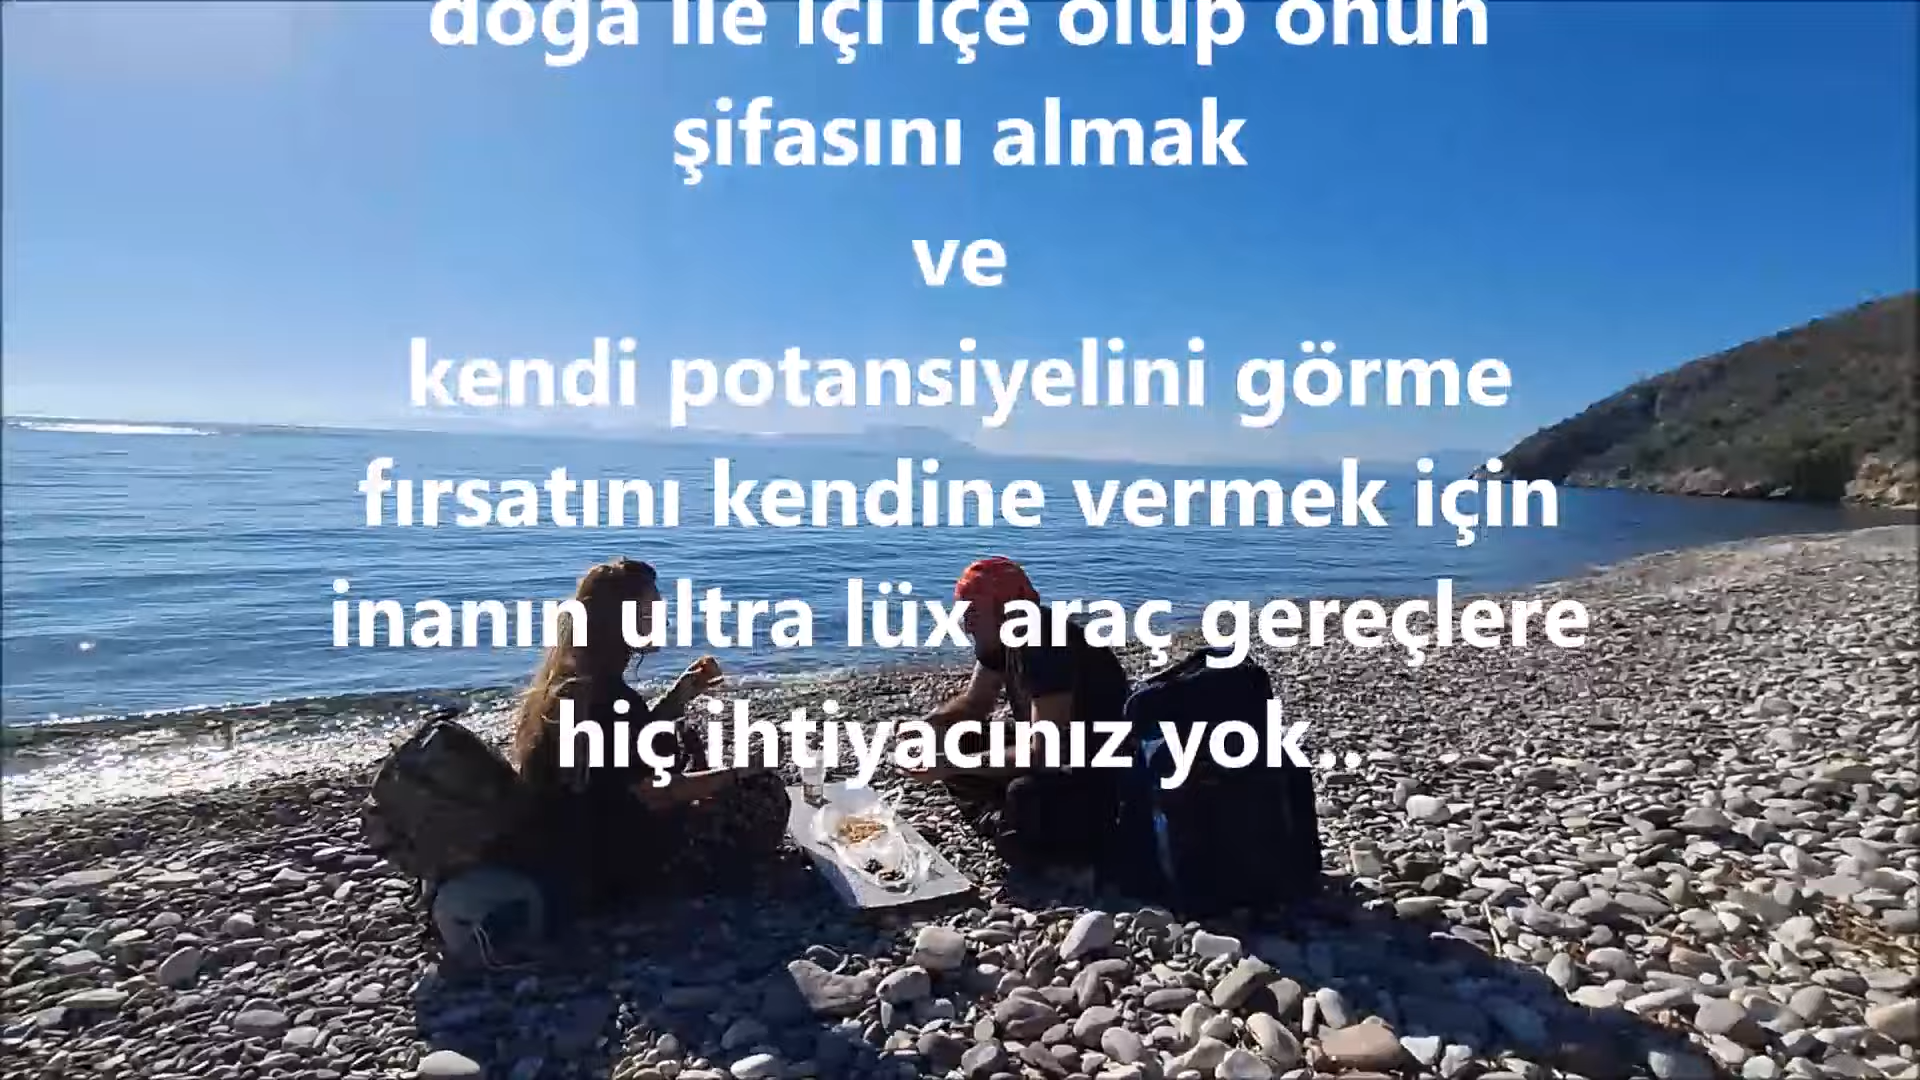 doğa ile içi içe olup onun
şifasını almak
ve
kendi potansiyelini görme
fırsatını kendine vermek için
inanın ultra lüx araç gereçlere
hiç ihtiyacınız yok..